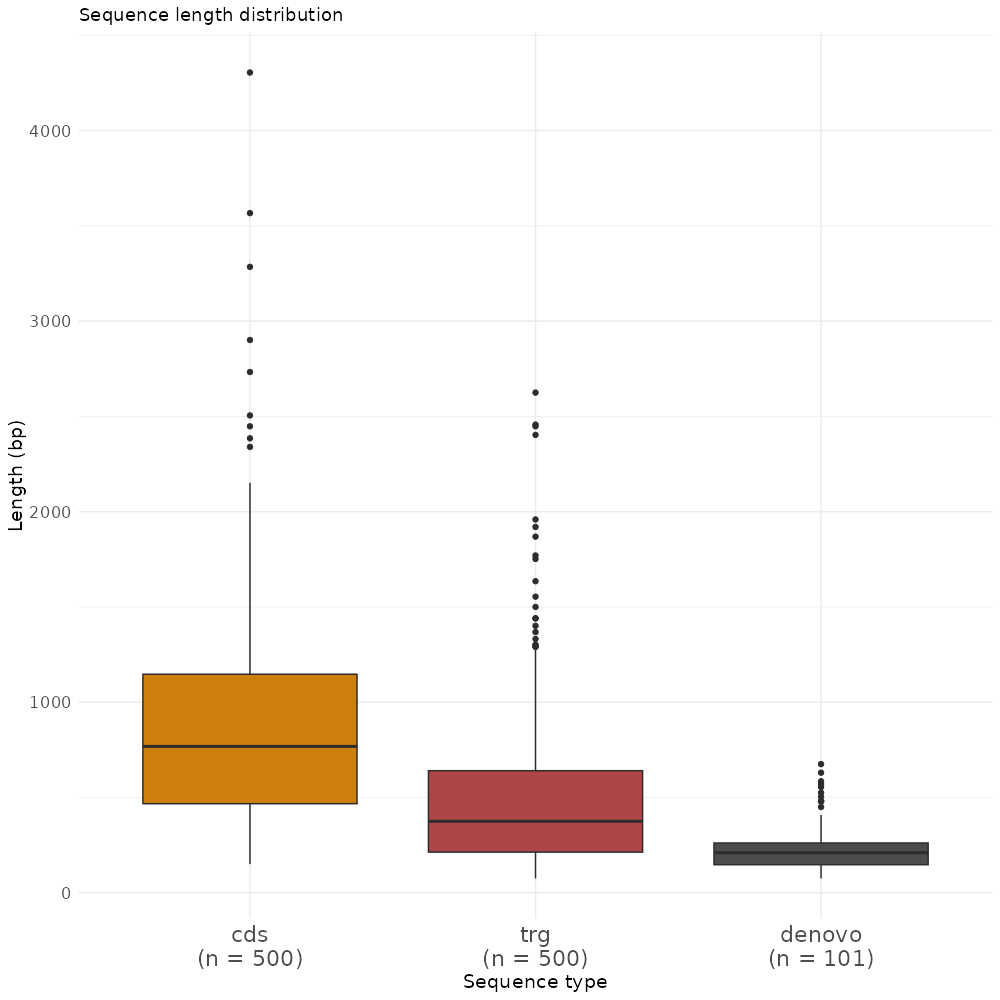 Sequence length distribution
Length (bp)
4000
3000
2000
1000
0
cds
(n = 500)
trg
(n = 500)
denovo
(n = 101)
Sequence type